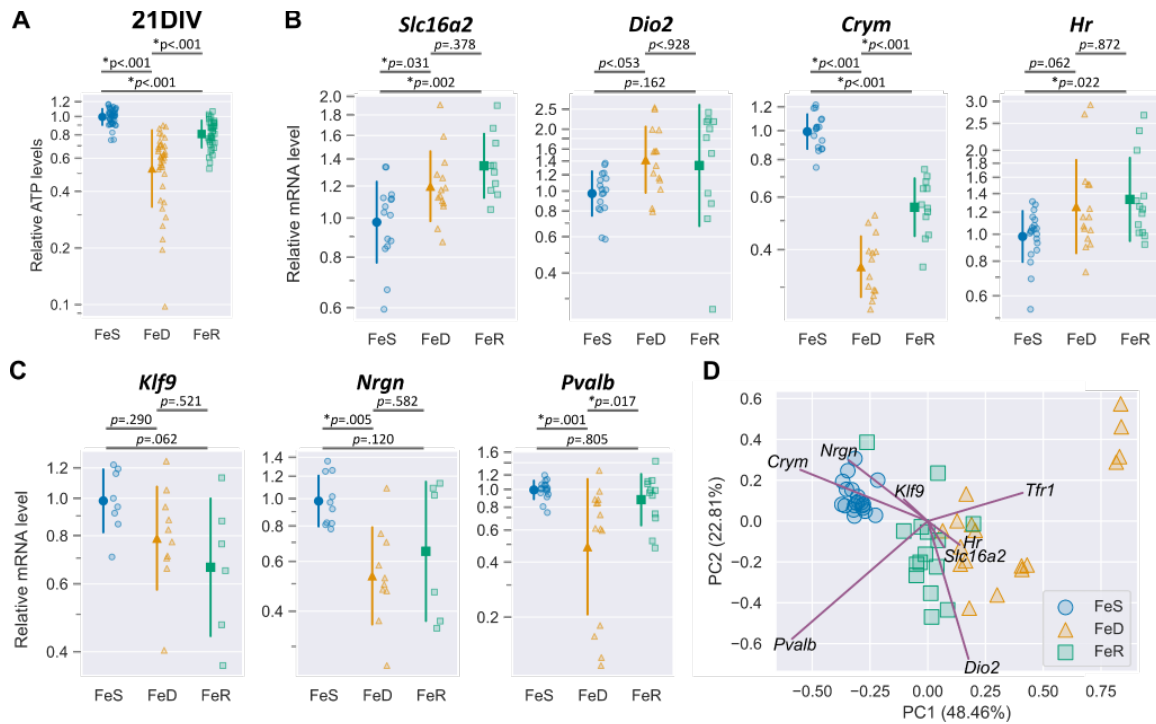 A
21DIV
*p<.001
*p<.001
*p<.001
Relative ATP levels
1.2
1.0
0.8
0.6
0.4
0.2
0.1
FeS FeD FeR
B
Slc16a2
p=.378
*p=.031
*p=.002
Relative mRNA level
2.0
1.8
1.6
1.4
1.2
1.0
0.8
0.6
FeS FeD FeR
Dio2
p<.928
p<.053
p=.162
2.5
2.0
1.4
1.2
1.0
0.8
0.6
0.4
FeS FeD FeR
Crym
*p<.001
*p<.001
*p<.001
1.2
1.0
0.8
0.6
0.4
FeS FeD FeR
Hr
p=.872
p=.062
*p=.022
3.0
1.8
1.6
1.4
1.2
1.0
0.8
0.6
FeS FeD FeR
C
Klf9
p=.521
p=.290
p=.062
Relative mRNA level
1.2
1.0
0.8
0.6
0.4
FeS FeD FeR
Nrgn
p=.582
*p=.005
p=.120
1.4
1.2
1.0
0.8
0.6
0.4
FeS FeD FeR
Pvalb
*p=.017
*p=.001
p=.805
1.4
1.2
1.0
0.8
0.6
0.4
0.2
FeS FeD FeR
D
PC2 (22.81%)
0.6
0.4
0.2
0.0
−0.2
−0.4
−0.6
Nrgn
Crym
Klf9
Tfr1
Hr
Slc16a2
Pvalb
Dio2
FeS
FeD
FeR
−0.50 −0.25 0.00 0.25 0.50 0.75
PC1 (48.46%)